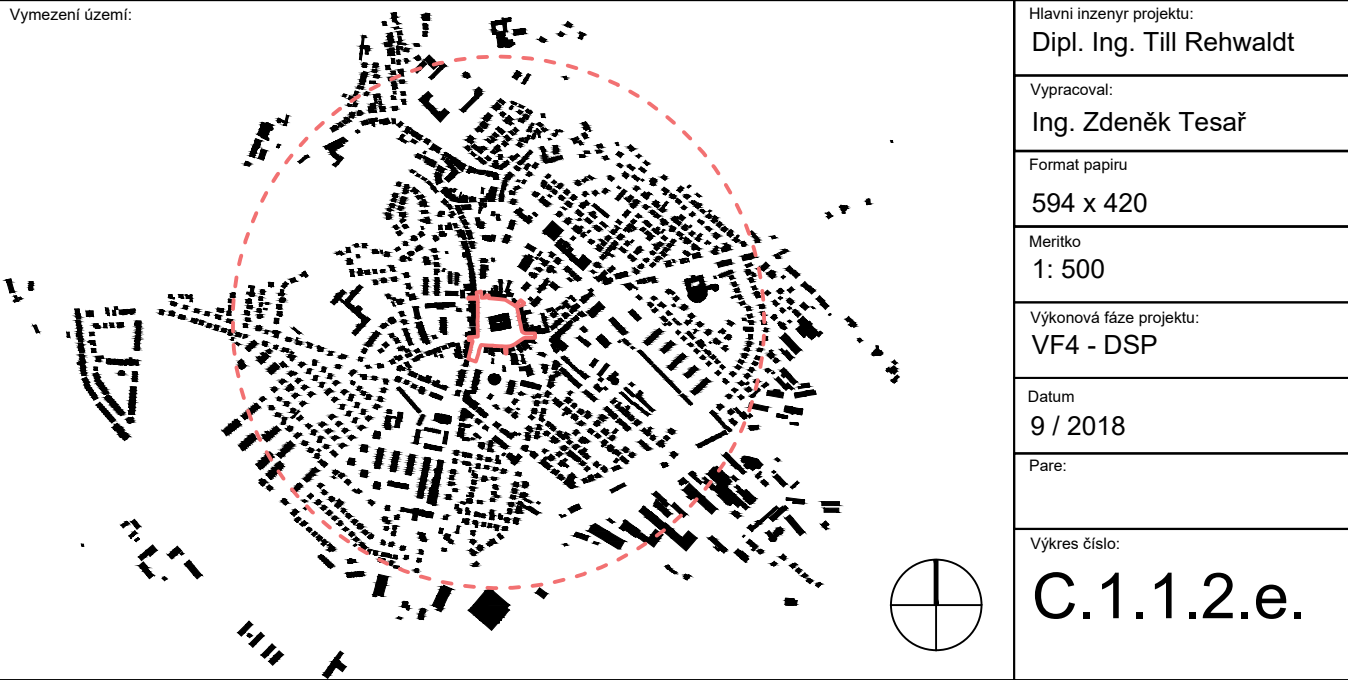 Vymezení území:
Hlavni inzenyr projektu:
Dipl. Ing. Till Rehwaldt
Vypracoval:
Ing. Zdeněk Tesař
Format papiru
594 x 420
Meritko
1: 500
Výkonová fáze projektu:
VF4 - DSP
Datum
9 / 2018
Pare:
Výkres číslo:
C.1.1.2.e.